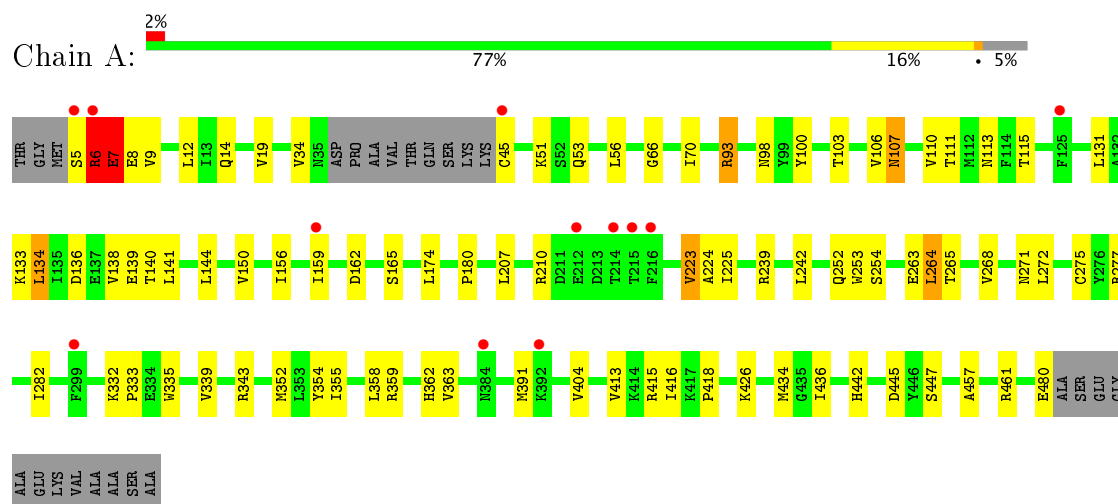 2%
Chain A:
77% 16% • 5%
THR GLY MET S5 R6 E7 E8 V9 L12 I13 Q14 V19 V34 N35 ASP PRO ALA VAL THR GLN SER LYS LYS C45 K51 S52 Q53 L56 G66 I70 R93 N98 Y99 Y100 T103 V106 N107 V110 T111 M112 N113 F114 T115 F125 L131 A132
K133 L134 I135 D136 E137 V138 E139 T140 L141 L144 V150 I156 I159 D162 S165 L174 P180 L207 R210 D211 E212 D213 T214 T215 F216 V223 A224 I225 R239 L242 Q252 W253 S254 E263 L264 T265 V268 N271 L272 C275 Y276
I282 F299 K332 P333 E334 W335 V339 R343 M352 L353 Y354 I355 L358 R359 H362 V363 N384 M391 K392 V404 V413 K414 R415 I416 K417 P418 K426 M434 G435 I436 H442 D445 Y446 S447 A457 R461 E480 ALA SER GLU GLY
ALA GLU LYS VAL ALA ALA SER ALA